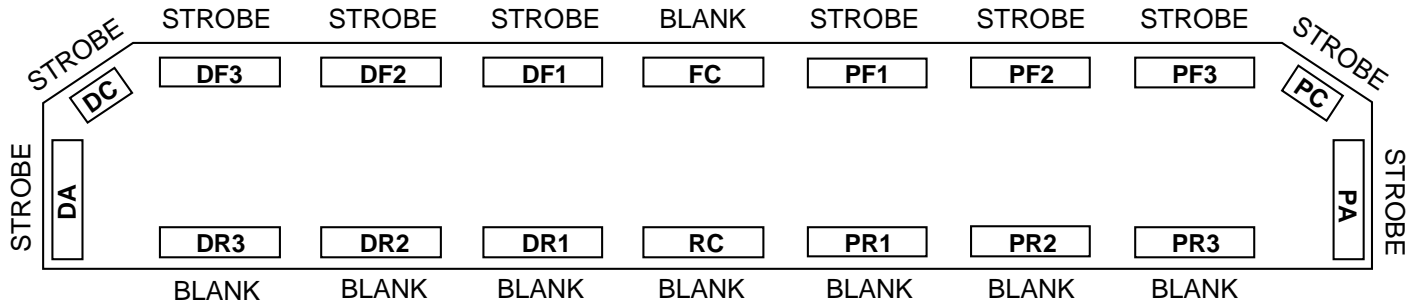 STROBE STROBE STROBE STROBE BLANK STROBE STROBE STROBE STROBE
DC DF3 DF2 DF1 FC PF1 PF2 PF3 PC
STROBE DA PA STROBE
DR3 DR2 DR1 RC PR1 PR2 PR3
BLANK BLANK BLANK BLANK BLANK BLANK BLANK